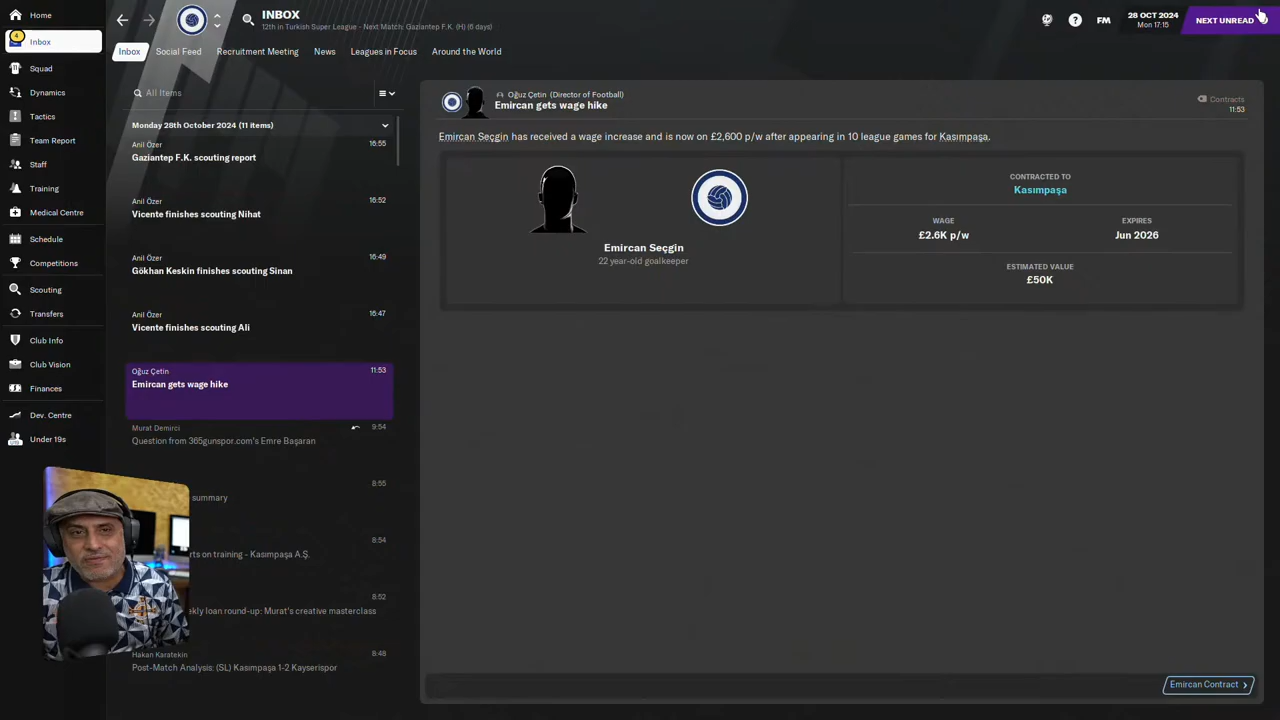 Home
4
Inbox
Squad
Dynamics
Tactics
Team Report
Staff
Training
Medical Centre
Schedule
Competitions
Scouting
Transfers
Club Info
Club Vision
Finances
Dev. Centre
Under 19s
INBOX
12th in Turkish Super League - Next Match: Gaziantep F.K. (H) (6 days)
FM
28 OCT 2024
Mon 17:15
NEXT UNREAD
Inbox
Social Feed
Recruitment Meeting
News
Leagues in Focus
Around the World
All Items
Monday 28th October 2024 (11 items)
Anil Özer
16:55
Gaziantep F.K. scouting report
Anil Özer
16:52
Vicente finishes scouting Nihat
Anil Özer
16:49
Gökhan Keskin finishes scouting Sinan
Anil Özer
16:47
Vicente finishes scouting Ali
Oğuz Çetin
11:53
Emircan gets wage hike
Murat Demirci
9:54
Question from 365gunspor.com's Emre Başaran
8:55
summary
8:54
rts on training - Kasımpaşa A.Ş.
8:52
ekly loan round-up: Murat's creative masterclass
Hakan Karatekin
8:48
Post-Match Analysis: (SL) Kasımpaşa 1-2 Kayserispor
Oğuz Çetin (Director of Football)
Emircan gets wage hike
Contracts
11:53
Emircan Seçgin has received a wage increase and is now on £2,600 p/w after appearing in 10 league games for Kasımpaşa.
Emircan Seçgin
22 year-old goalkeeper
CONTRACTED TO
Kasımpaşa
WAGE
£2.6K p/w
EXPIRES
Jun 2026
ESTIMATED VALUE
£50K
Emircan Contract